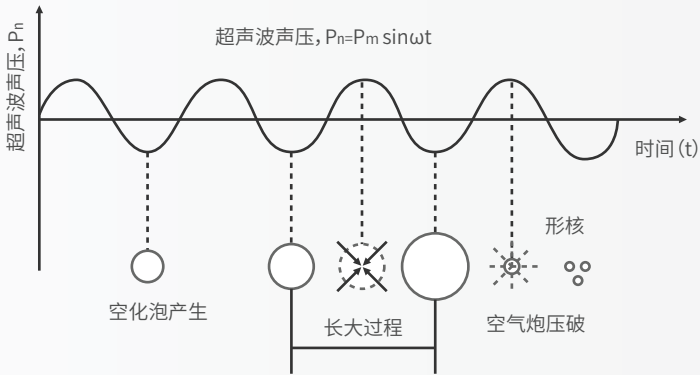 超声波声压，Pn
超声波声压，Pn=Pm sinωt
时间（t）
形核
空化泡产生
长大过程
空气炮压破